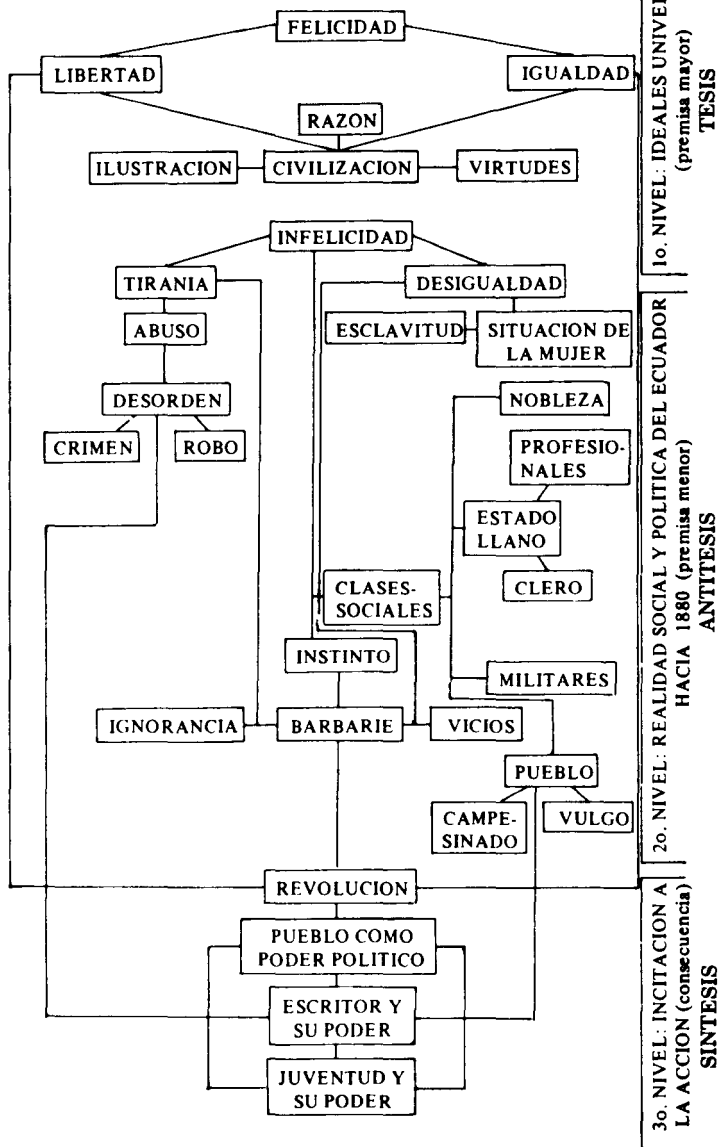 FELICIDAD
LIBERTAD
IGUALDAD
RAZON
ILUSTRACION
CIVILIZACION
VIRTUDES
INFELICIDAD
TIRANIA
DESIGUALDAD
ABUSO
ESCLAVITUD
SITUACION DE
LA MUJER
DESORDEN
NOBLEZA
CRIMEN
ROBO
PROFESIO-
NALES
ESTADO
LLANO
CLERO
CLASES-
SOCIALES
INSTINTO
MILITARES
IGNORANCIA
BARBARIE
VICIOS
PUEBLO
CAMPE-
SINADO
VULGO
REVOLUCION
PUEBLO COMO
PODER POLITICO
ESCRITOR Y
SU PODER
JUVENTUD Y
SU PODER
1o. NIVEL: IDEALES
(premisa mayor)
TESIS
2o. NIVEL: REALIDAD SOCIAL Y POLITICA DEL ECUADOR
HACIA 1880 (premisa menor)
ANTITESIS
3o. NIVEL: INCITACION A
LA ACCION (consecuencia)
SINTESIS